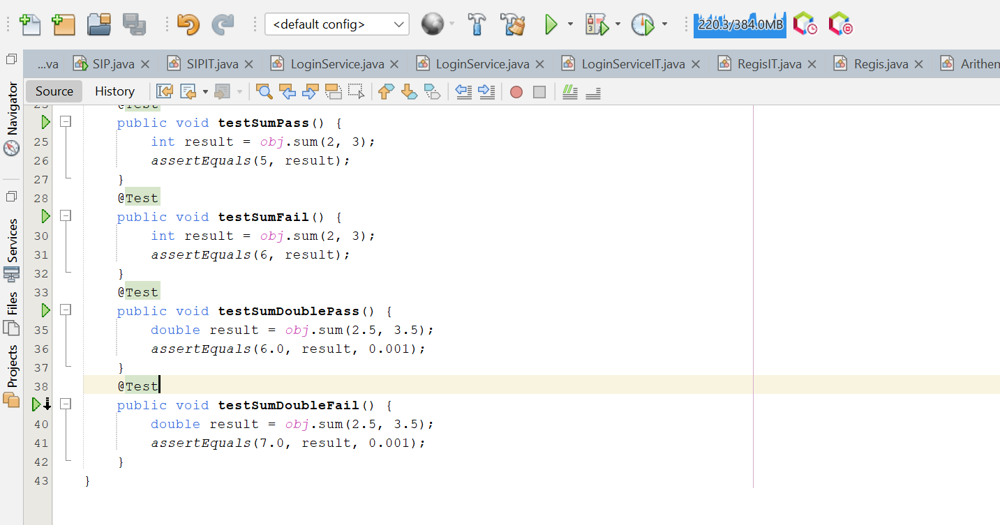 <default config>
220.3/384.0MB
...va SIP.java SIPIT.java LoginService.java LoginService.java LoginServiceIT.java RegisIT.java Regis.java Arithem
Source History
Navigator
Services
Files
Projects
@Test
public void testSumPass() {
25 int result = obj.sum(2, 3);
26 assertEquals(5, result);
27 }
28 @Test
public void testSumFail() {
30 int result = obj.sum(2, 3);
31 assertEquals(6, result);
32 }
33 @Test
public void testSumDoublePass() {
35 double result = obj.sum(2.5, 3.5);
36 assertEquals(6.0, result, 0.001);
37 }
38 @Test
public void testSumDoubleFail() {
40 double result = obj.sum(2.5, 3.5);
41 assertEquals(7.0, result, 0.001);
42 }
43 }